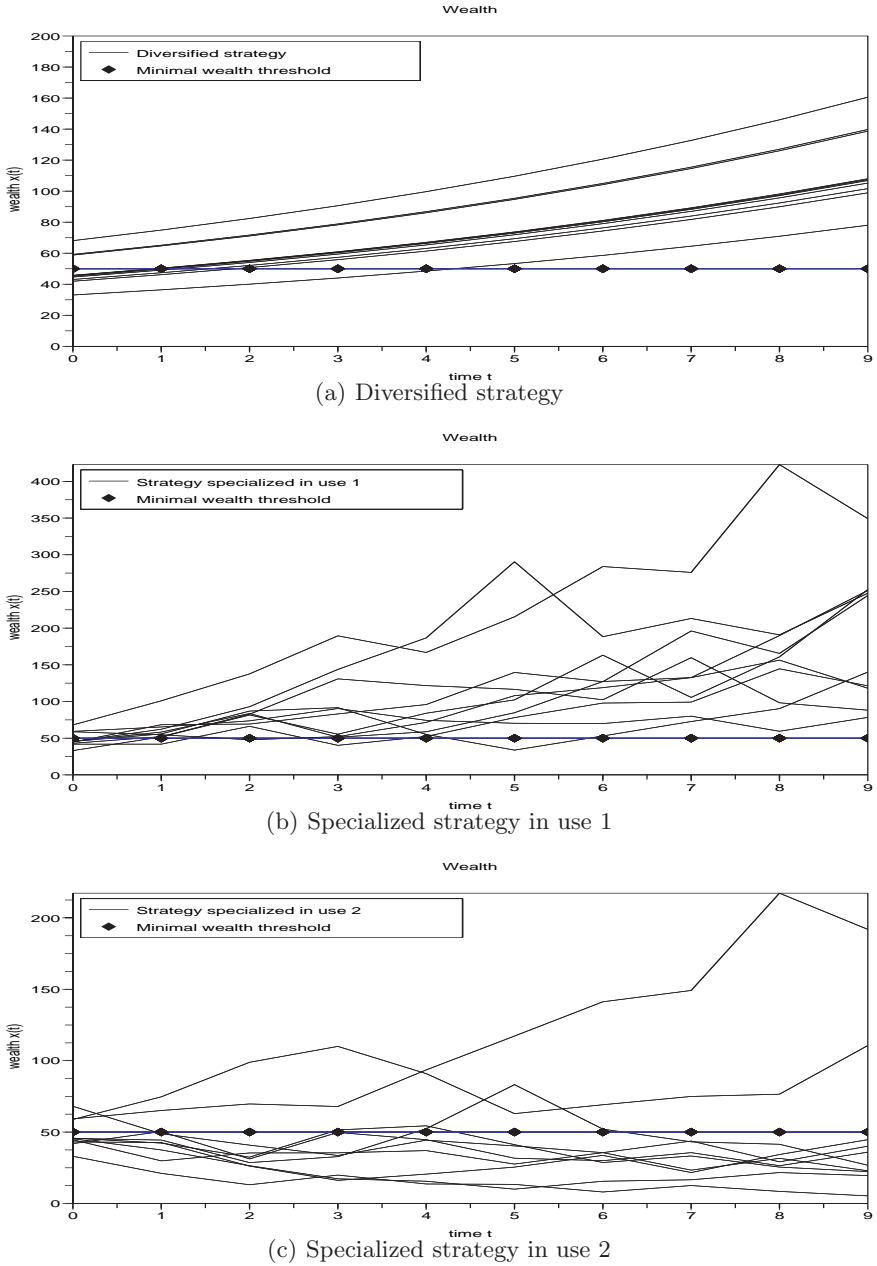 Wealth
200
180
160
140
120
100
80
60
40
20
0
wealth x(t)
Diversified strategy
Minimal wealth threshold
0 1 2 3 4 5 6 7 8 9
time t
(a) Diversified strategy
Wealth
400
350
300
250
200
150
100
50
0
wealth x(t)
Strategy specialized in use 1
Minimal wealth threshold
0 1 2 3 4 5 6 7 8 9
time t
(b) Specialized strategy in use 1
Wealth
200
150
100
50
0
wealth x(t)
Strategy specialized in use 2
Minimal wealth threshold
0 1 2 3 4 5 6 7 8 9
time t
(c) Specialized strategy in use 2